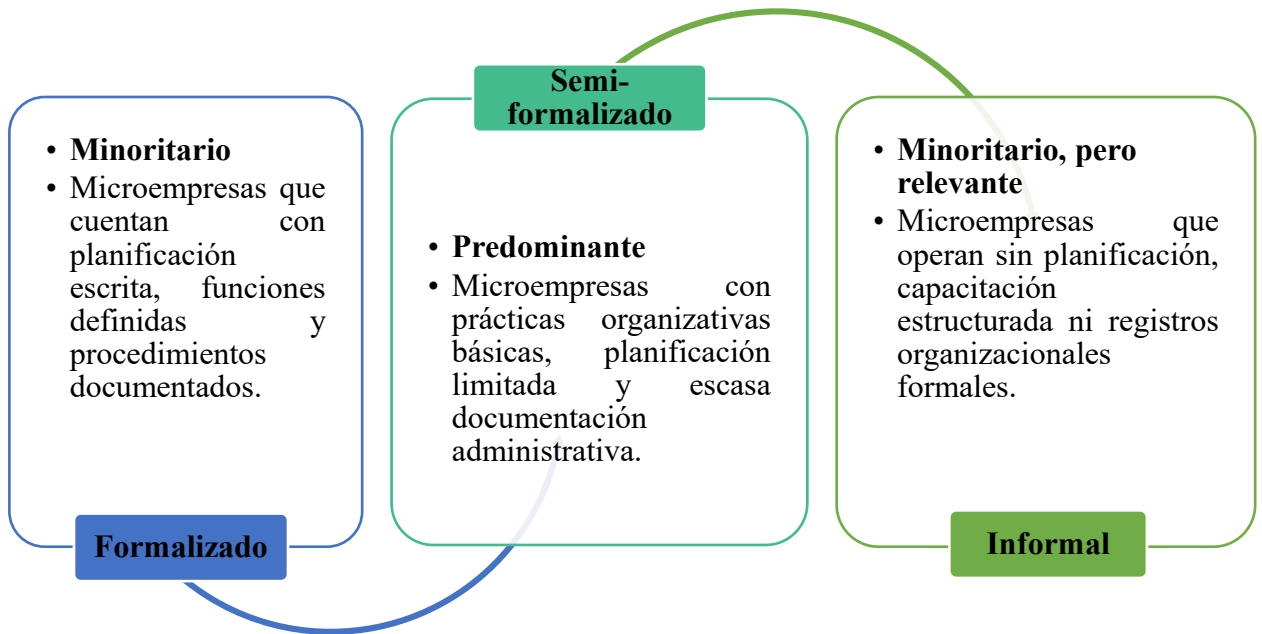 • Minoritario
• Microempresas que
cuentan con
planificación
escrita, funciones
definidas y
procedimientos
documentados.
Formalizado
Semi-
formalizado
• Predominante
• Microempresas con
prácticas organizativas
básicas, planificación
limitada y escasa
documentación
administrativa.
• Minoritario, pero
relevante
• Microempresas que
operan sin planificación,
capacitación
estructurada ni registros
organizacionales
formales.
Informal